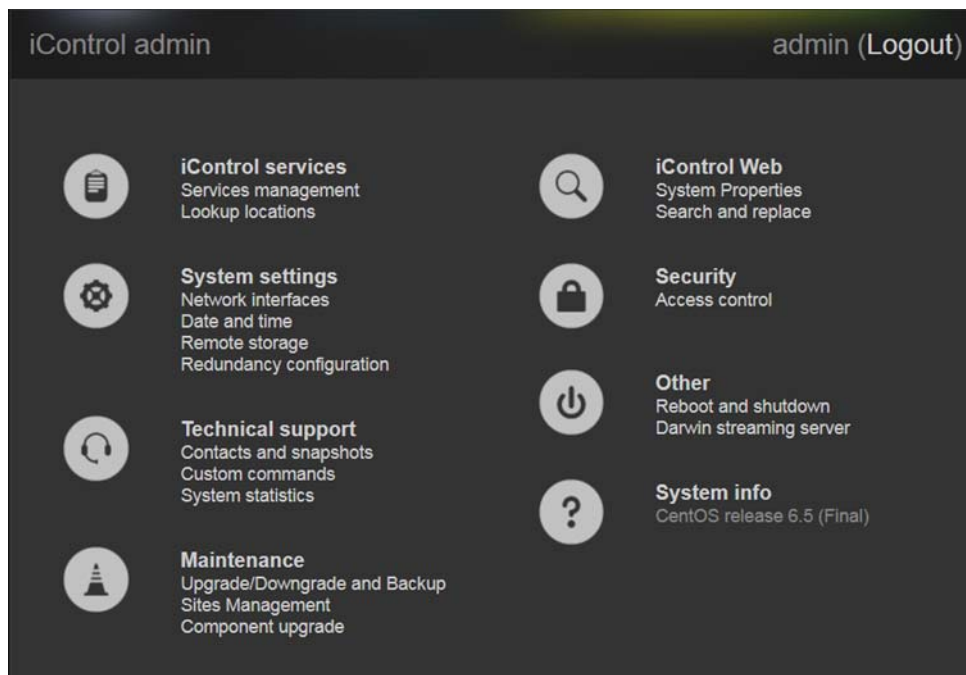 iControl admin
admin (Logout)
iControl services
Services management
Lookup locations
System settings
Network interfaces
Date and time
Remote storage
Redundancy configuration
Technical support
Contacts and snapshots
Custom commands
System statistics
Maintenance
Upgrade/Downgrade and Backup
Sites Management
Component upgrade
iControl Web
System Properties
Search and replace
Security
Access control
Other
Reboot and shutdown
Darwin streaming server
System info
CentOS release 6.5 (Final)